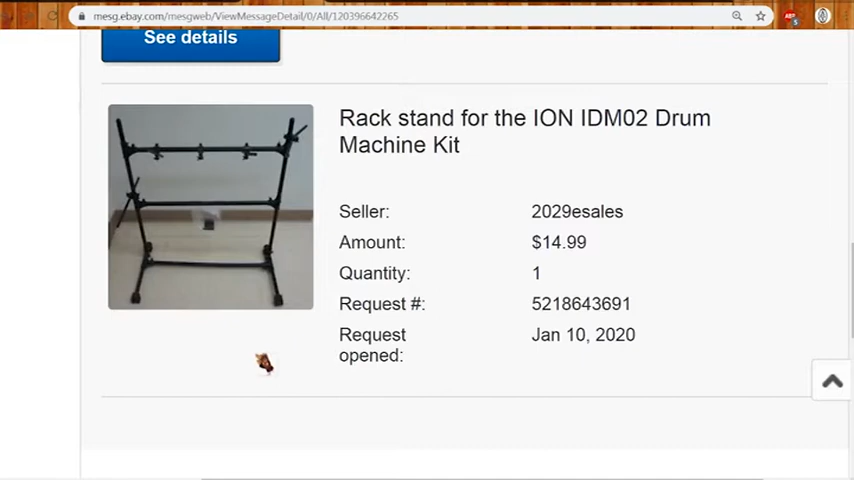 mesg.ebay.com/mesgweb/ViewMessageDetail/0/All/120396642265
See details
Rack stand for the ION IDM02 Drum
Machine Kit
Seller: 2029esales
Amount: $14.99
Quantity: 1
Request #: 5218643691
Request Jan 10, 2020
opened: